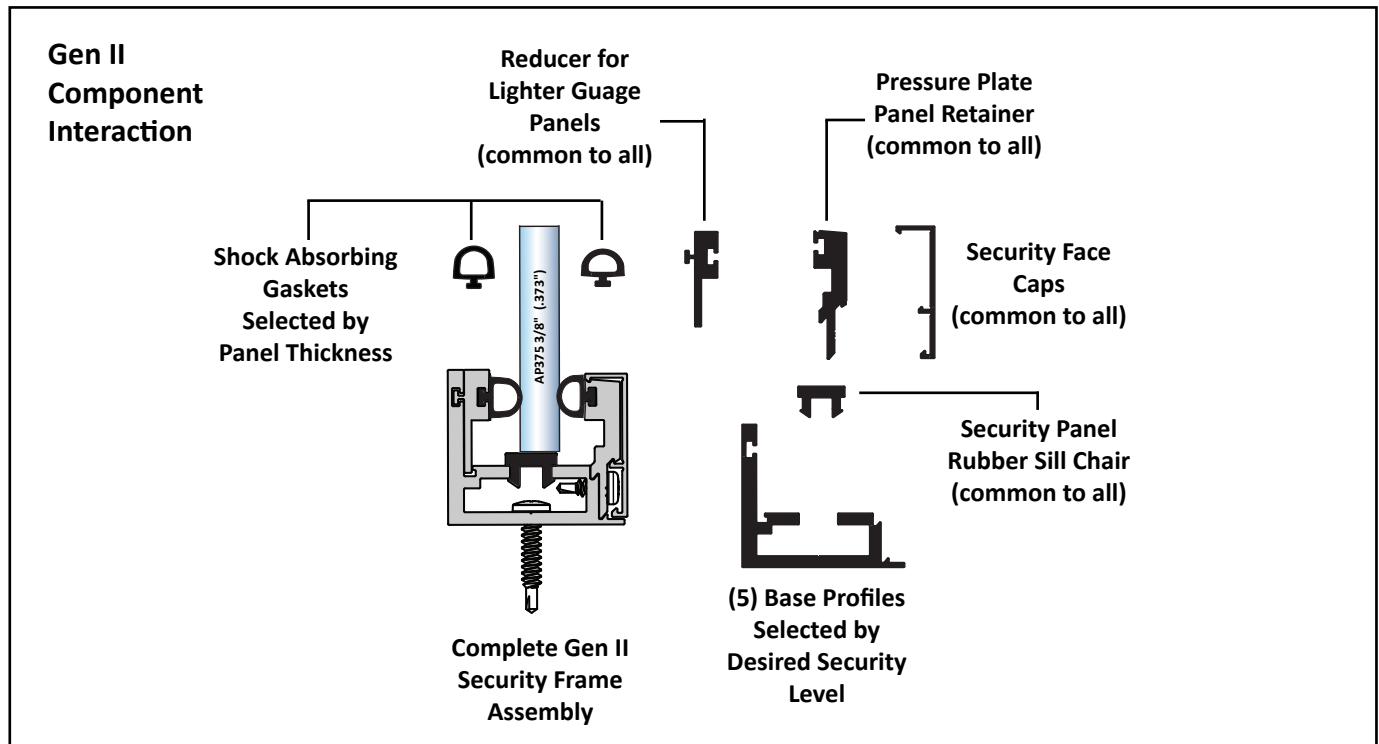 Gen II
Component
Interaction
Reducer for
Lighter Guage
Panels
(common to all)
Pressure Plate
Panel Retainer
(common to all)
Shock Absorbing
Gaskets
Selected by
Panel Thickness
AP375 3/8" (.373")
Security Face
Caps
(common to all)
Security Panel
Rubber Sill Chair
(common to all)
(5) Base Profiles
Selected by
Desired Security
Level
Complete Gen II
Security Frame
Assembly